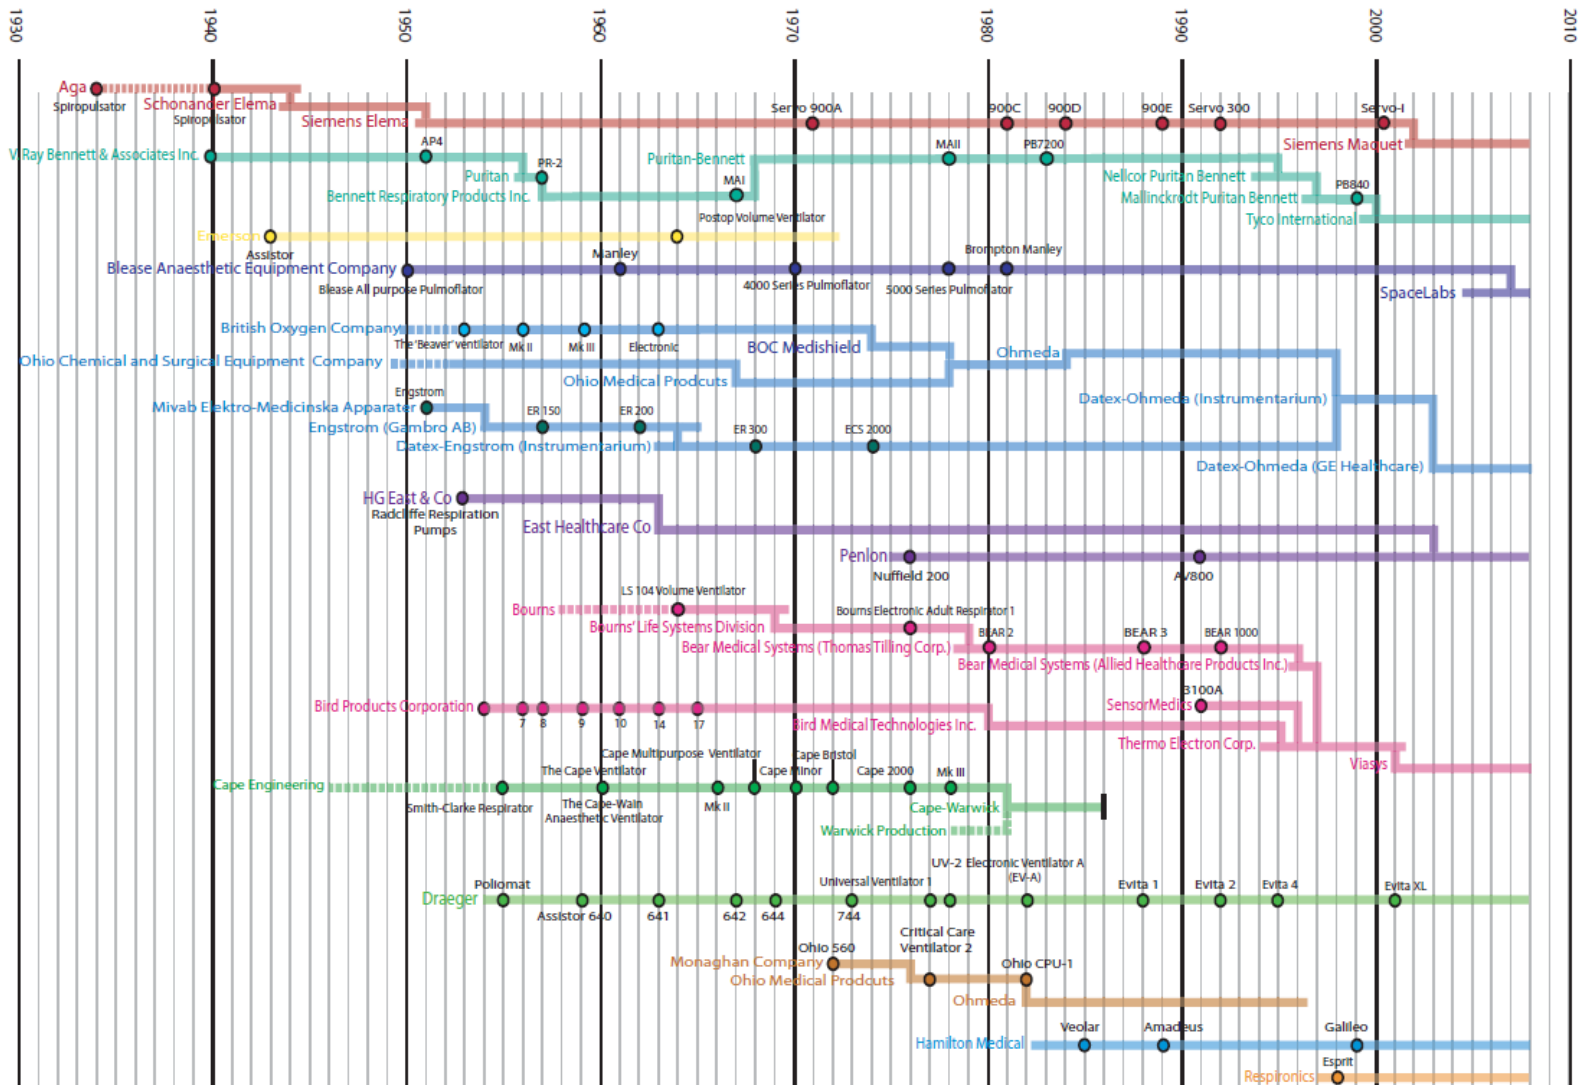 1930
1940
1950
1960
1970
1980
1990
2000
2010
Aga
Spiropulsator
Schonander Elema
Spiropulsator
Siemens Elema
Servo 900A
900C
900D
900E
Servo 300
Servo-I
Siemens Maquet
V. Ray Bennett & Associates Inc.
AP4
Puritan
PR-2
Bennett Respiratory Products Inc.
MAI
Puritan-Bennett
MAII
PB7200
Nellcor Puritan Bennett
Mallinckrodt Puritan Bennett
PB840
Tyco International
Emerson
Assistor
Postop Volume Ventilator
Blease Anaesthetic Equipment Company
Blease All purpose Pulmoflator
Manley
4000 Series Pulmoflator
5000 Series Pulmoflator
Brompton Manley
SpaceLabs
British Oxygen Company
The 'Beaver' ventilator
Mk II
Mk III
Electronic
BOC Medishield
Ohio Chemical and Surgical Equipment Company
Ohio Medical Prodcuts
Ohmeda
Mivab Elektro-Medicinska Apparater
Engstrom
Engstrom (Gambro AB)
ER 150
ER 200
Datex-Engstrom (Instrumentarium)
ER 300
ECS 2000
Datex-Ohmeda (Instrumentarium)
Datex-Ohmeda (GE Healthcare)
HG East & Co
Radcliffe Respiration
Pumps
East Healthcare Co
Penlon
Nuffield 200
AV800
Bourns
LS 104 Volume Ventilator
Bourns' Life Systems Division
Bourns Electronic Adult Respirator 1
Bear Medical Systems (Thomas Tilling Corp.)
BEAR 2
BEAR 3
BEAR 1000
Bear Medical Systems (Allied Healthcare Products Inc.)
Bird Products Corporation
7
8
9
10
14
17
Bird Medical Technologies Inc.
SensorMedics
3100A
Thermo Electron Corp.
Viasys
Cape Engineering
Smith-Clarke Respirator
The Cape Ventilator
The Cape-Wain
Anaesthetic Ventilator
Cape Multipurpose Ventilator
Mk II
Cape Minor
Cape Bristol
Cape 2000
Mk III
Cape-Warwick
Warwick Production
Draeger
Poliomat
Assistor 640
641
642
644
744
Universal Ventilator 1
UV-2
Electronic Ventilator A
(EV-A)
Evita 1
Evita 2
Evita 4
Evita XL
Monaghan Company
Ohio 560
Critical Care
Ventilator 2
Ohio Medical Prodcuts
Ohio CPU-1
Ohmeda
Hamilton Medical
Veolar
Amadeus
Galileo
Respironics
Esprit